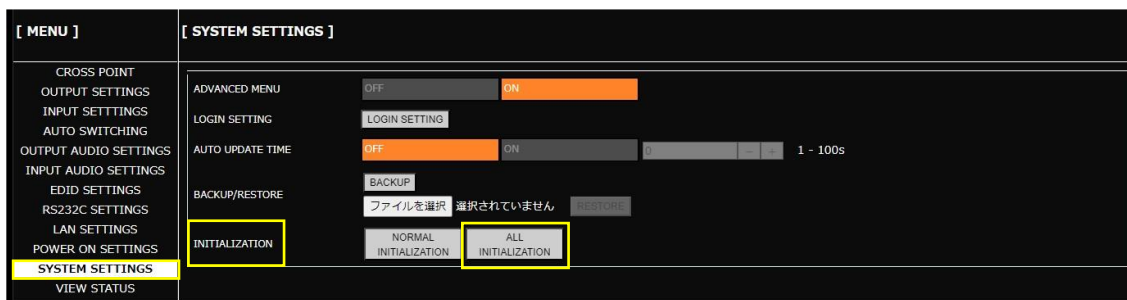 [ MENU ]
[ SYSTEM SETTINGS ]
CROSS POINT
OUTPUT SETTINGS
INPUT SETTTINGS
AUTO SWITCHING
OUTPUT AUDIO SETTINGS
INPUT AUDIO SETTINGS
EDID SETTINGS
RS232C SETTINGS
LAN SETTINGS
POWER ON SETTINGS
SYSTEM SETTINGS
VIEW STATUS
ADVANCED MENU OFF ON
LOGIN SETTING LOGIN SETTING
AUTO UPDATE TIME OFF ON 0 - + 1 - 100s
BACKUP/RESTORE
BACKUP
ファイルを選択 選択されていません RESTORE
INITIALIZATION
NORMAL
INITIALIZATION
ALL
INITIALIZATION